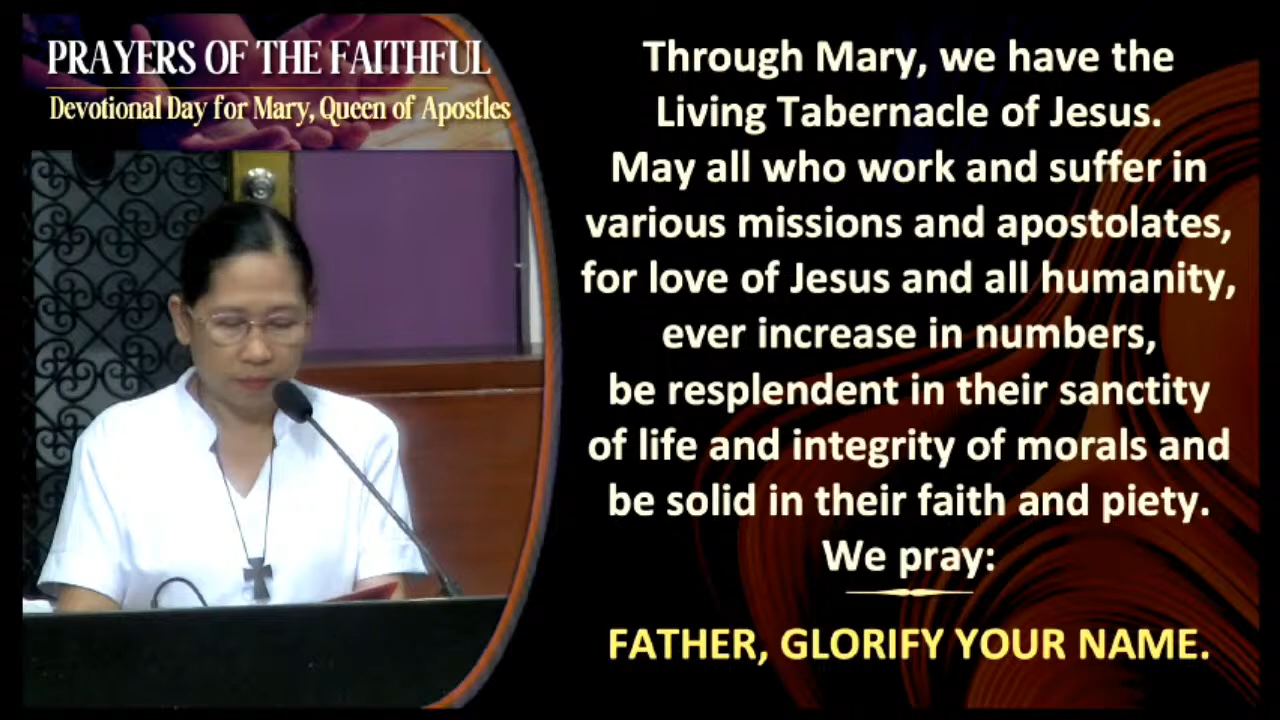 PRAYERS OF THE FAITHFUL
Devotional Day for Mary, Queen of Apostles
Through Mary, we have the
Living Tabernacle of Jesus.
May all who work and suffer in
various missions and apostolates,
for love of Jesus and all humanity,
ever increase in numbers,
be resplendent in their sanctity
of life and integrity of morals and
be solid in their faith and piety.
We pray:
FATHER, GLORIFY YOUR NAME.